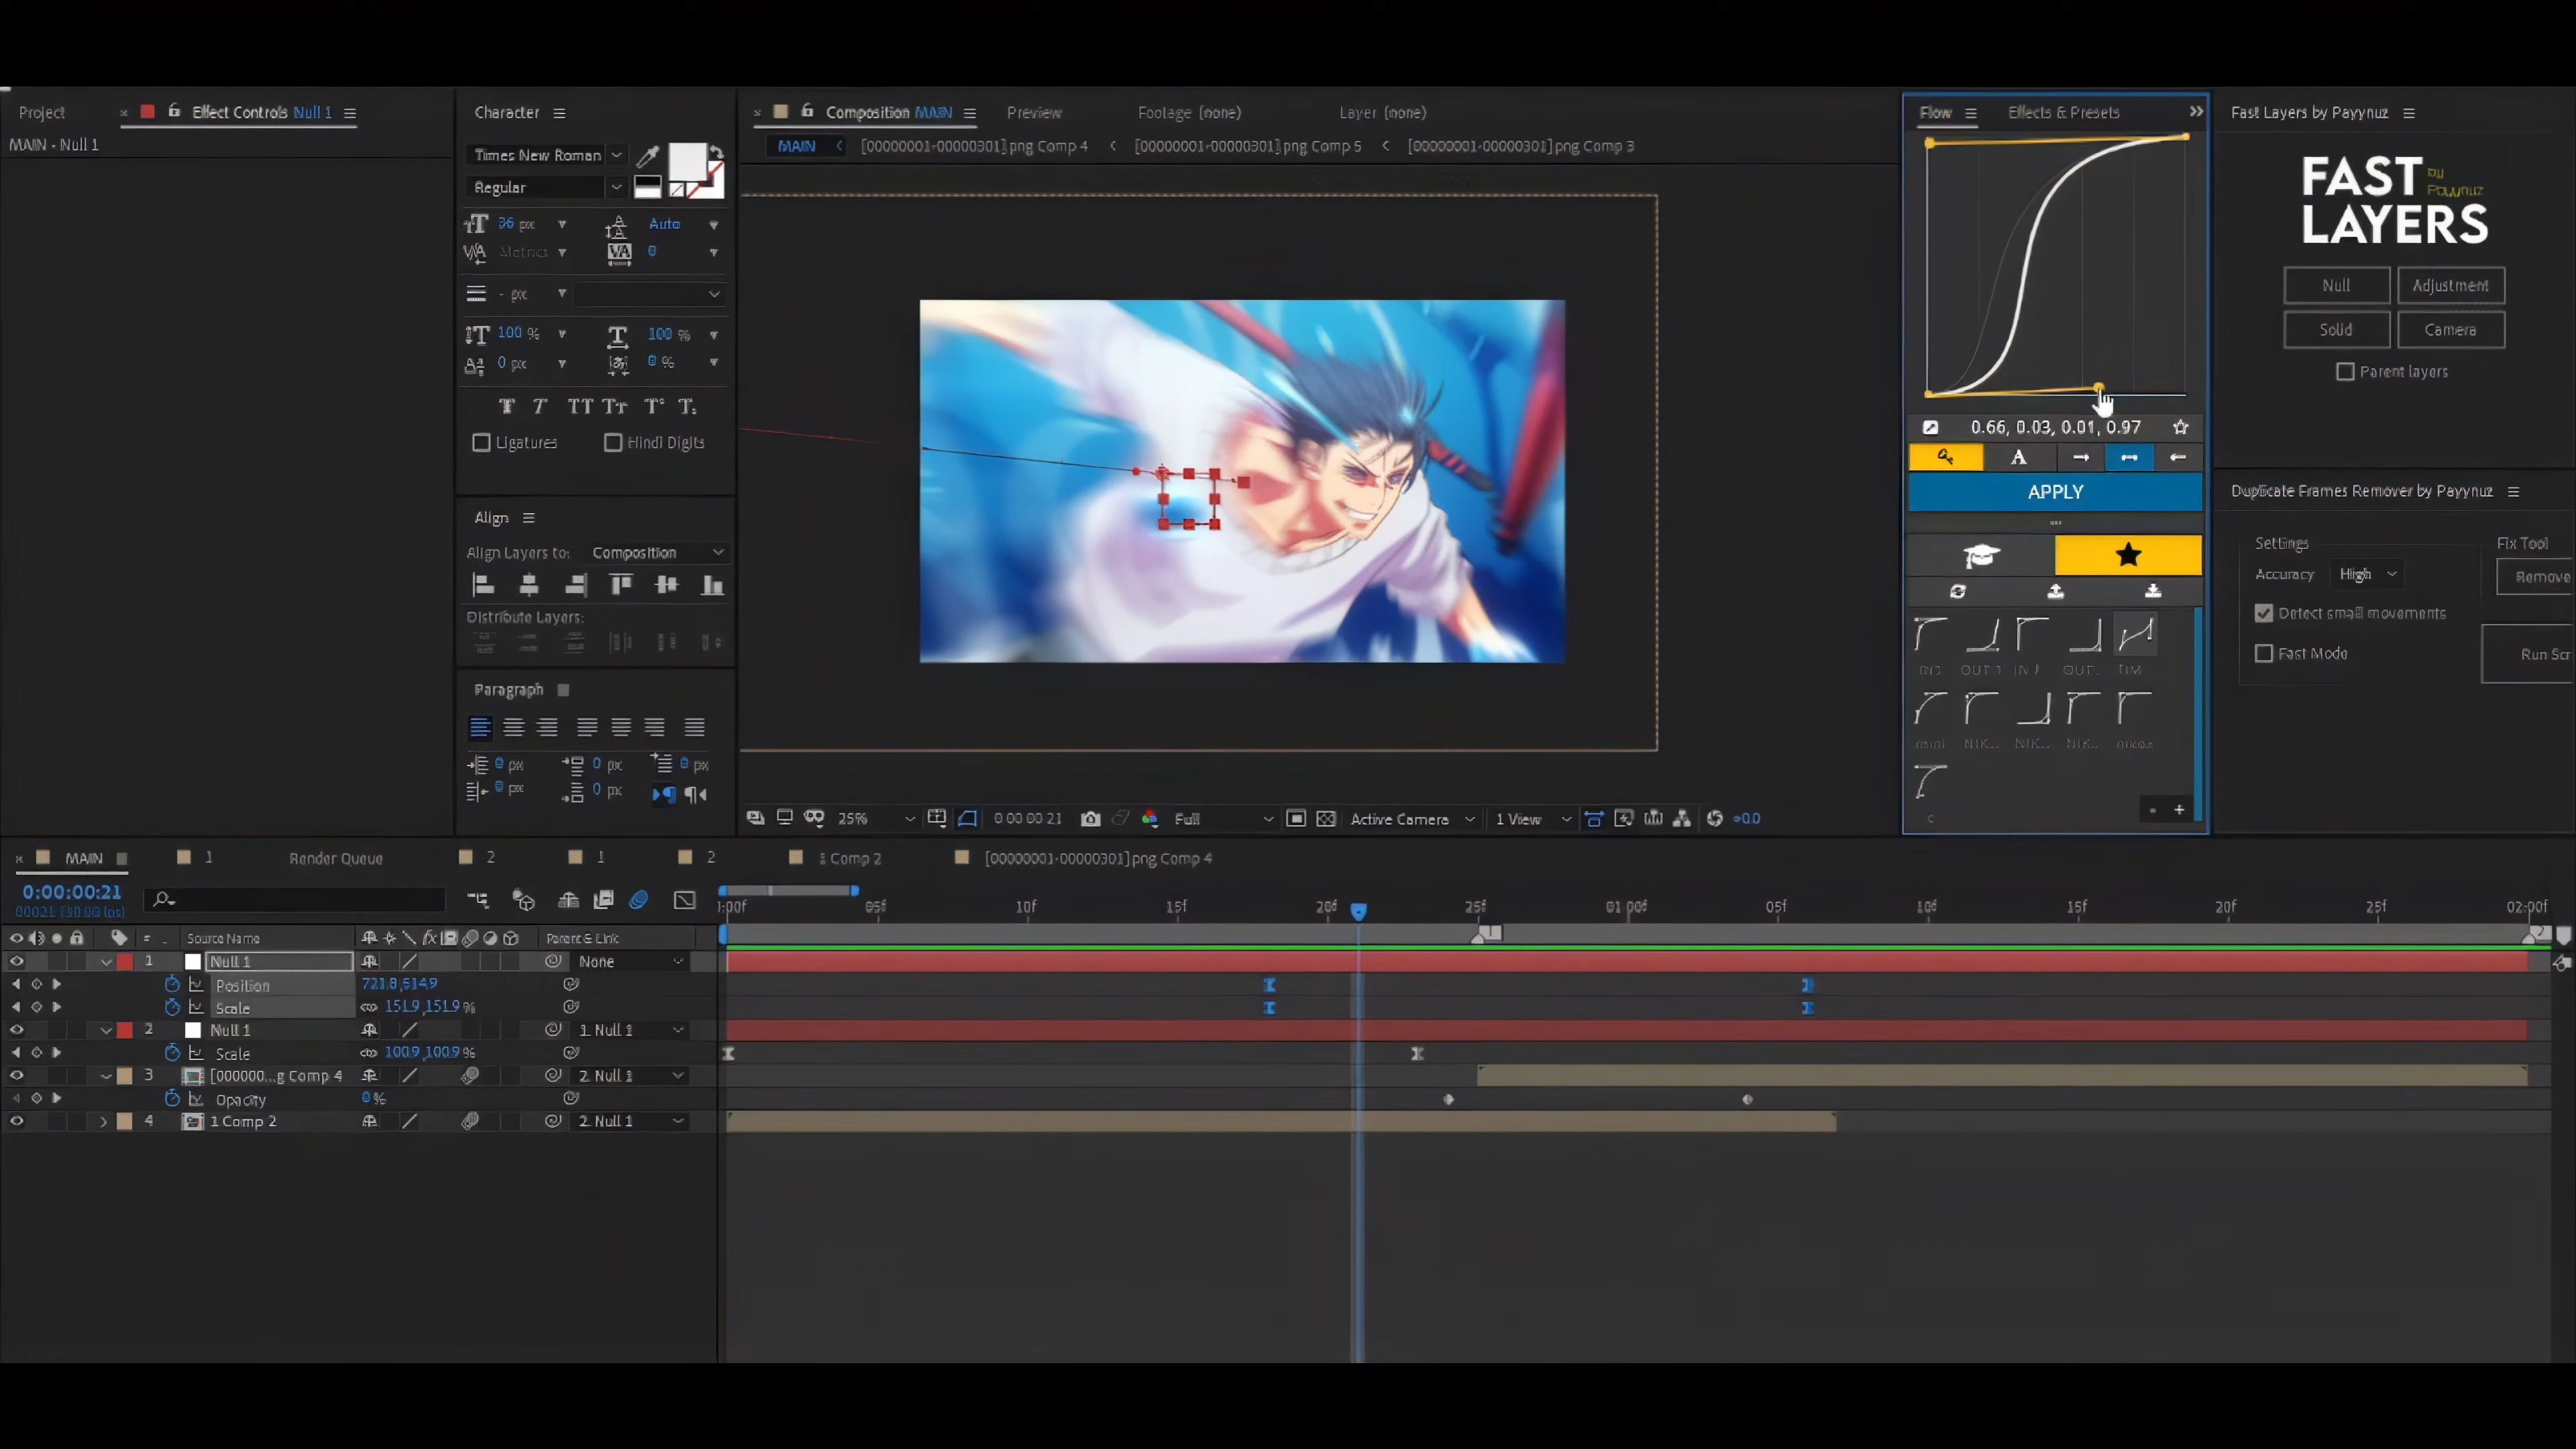 Project
Effect Controls Null 1
MAIN - Null 1
Character
Times New Roman
Regular
36 px
Auto
Metrics
0
- px
100 %
100 %
0 px
0 %
Ligatures
Hindi Digits
Align
Align Layers to:
Composition
Distribute Layers:
Paragraph
0 px
0 px
0 px
0 px
0 px
Composition MAIN
Preview
Footage (none)
Layer (none)
MAIN
[00000001-00000301].png Comp 4
[00000001-00000301].png Comp 5
[00000001-00000301].png Comp 3
25%
0 00 00 21
Full
Active Camera
1 View
+0.0
Flow
Effects & Presets
0.66, 0.03, 0.01, 0.97
APPLY
IN J
OUT..
mini
NIK...
NIK...
NIK...
C
Fast Layers by Payynuz
FAST
by Payynuz
LAYERS
Null
Adjustment
Solid
Camera
Parent layers
Duplicate Frames Remover by Payynuz
Settings
Fix Tool
Accuracy
High
Remove
Detect small movements
Fast Mode
Run Scr
MAIN
1
Render Queue
2
1
2
1 Comp 2
[00000001-00000301].png Comp 4
0:00:00:21
00021 (30.00 fps)
1:00f
05f
10f
15f
20f
25f
01:00f
05f
10f
15f
20f
25f
02:00f
#
Source Name
Parent & Link
1 Null 1 None
Position 721.8,514.9
Scale 151.9,151.9 %
2 Null 1 1. Null 1
Scale 100.9,100.9 %
3 [000000...g Comp 4 2. Null 1
Opacity 0 %
4 1 Comp 2 2. Null 1